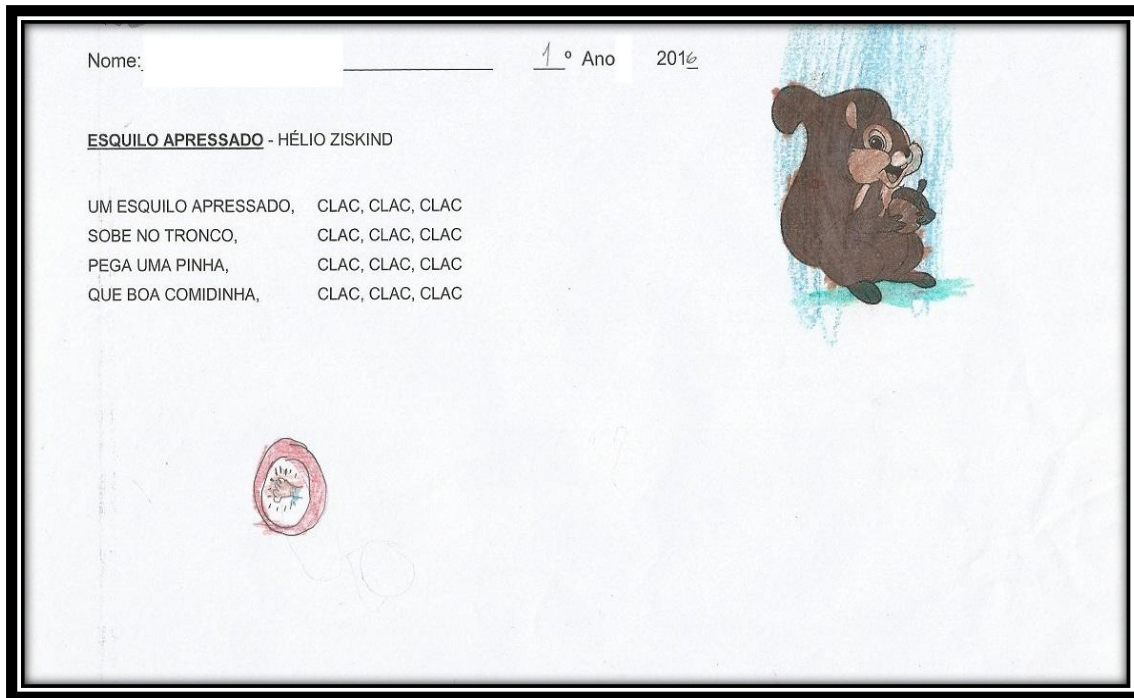 Nome: 1º Ano 2016
ESQUILO APRESSADO - HÉLIO ZISKIND
UM ESQUILO APRESSADO, CLAC, CLAC, CLAC
SOBE NO TRONCO, CLAC, CLAC, CLAC
PEGA UMA PINHA, CLAC, CLAC, CLAC
QUE BOA COMIDINHA, CLAC, CLAC, CLAC